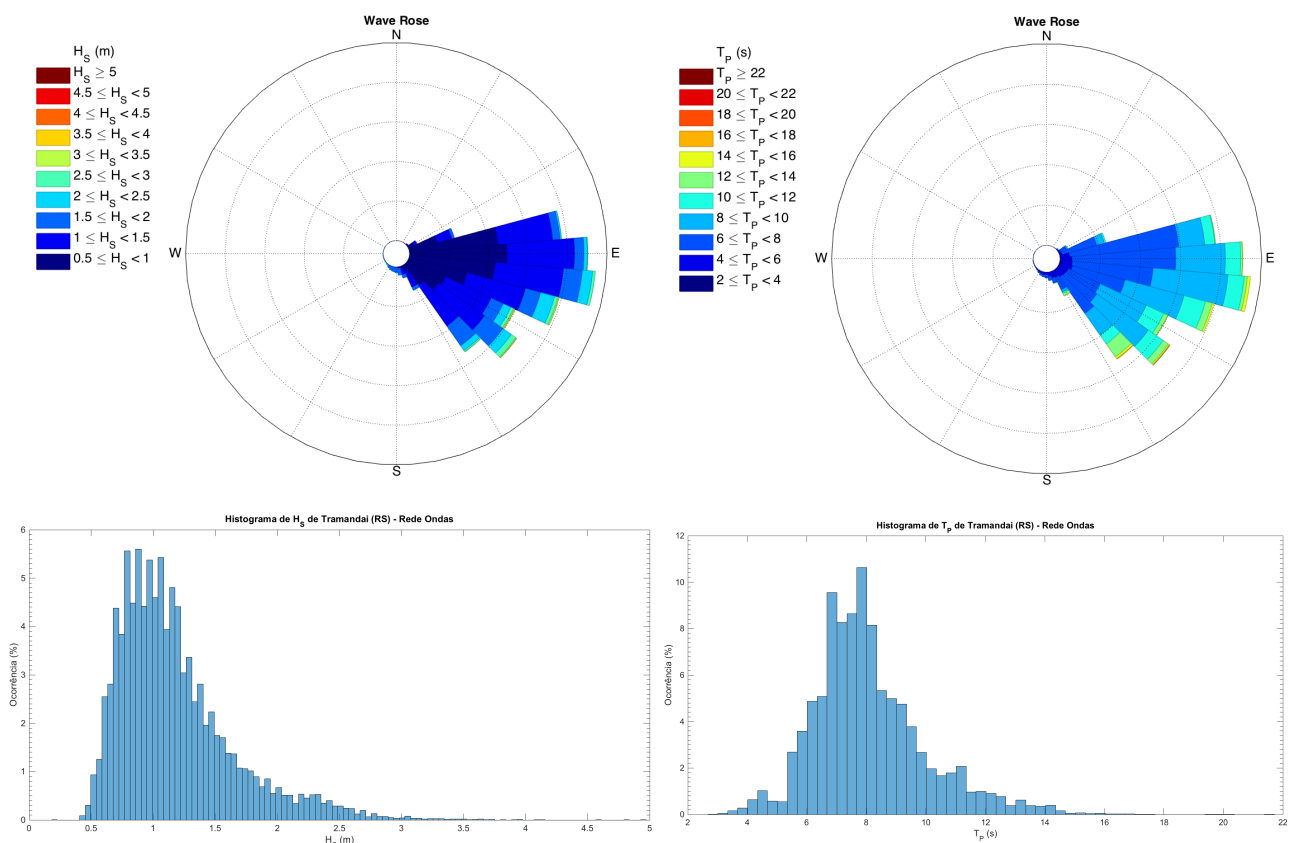 Wave Rose
H_S (m)
H_S ≥ 5
4.5 ≤ H_S < 5
4 ≤ H_S < 4.5
3.5 ≤ H_S < 4
3 ≤ H_S < 3.5
2.5 ≤ H_S < 3
2 ≤ H_S < 2.5
1.5 ≤ H_S < 2
1 ≤ H_S < 1.5
0.5 ≤ H_S < 1
N
W
E
S
Wave Rose
T_P (s)
T_P ≥ 22
20 ≤ T_P < 22
18 ≤ T_P < 20
16 ≤ T_P < 18
14 ≤ T_P < 16
12 ≤ T_P < 14
10 ≤ T_P < 12
8 ≤ T_P < 10
6 ≤ T_P < 8
4 ≤ T_P < 6
2 ≤ T_P < 4
N
W
E
S
Histograma de H_S de Tramandai (RS) - Rede Ondas
Ocorrência (%)
6
5
4
3
2
1
0
0 0.5 1 1.5 2 2.5 3 3.5 4 4.5 5
H_S (m)
Histograma de T_P de Tramandai (RS) - Rede Ondas
Ocorrência (%)
12
10
8
6
4
2
0
2 4 6 8 10 12 14 16 18 20 22
T_P (s)